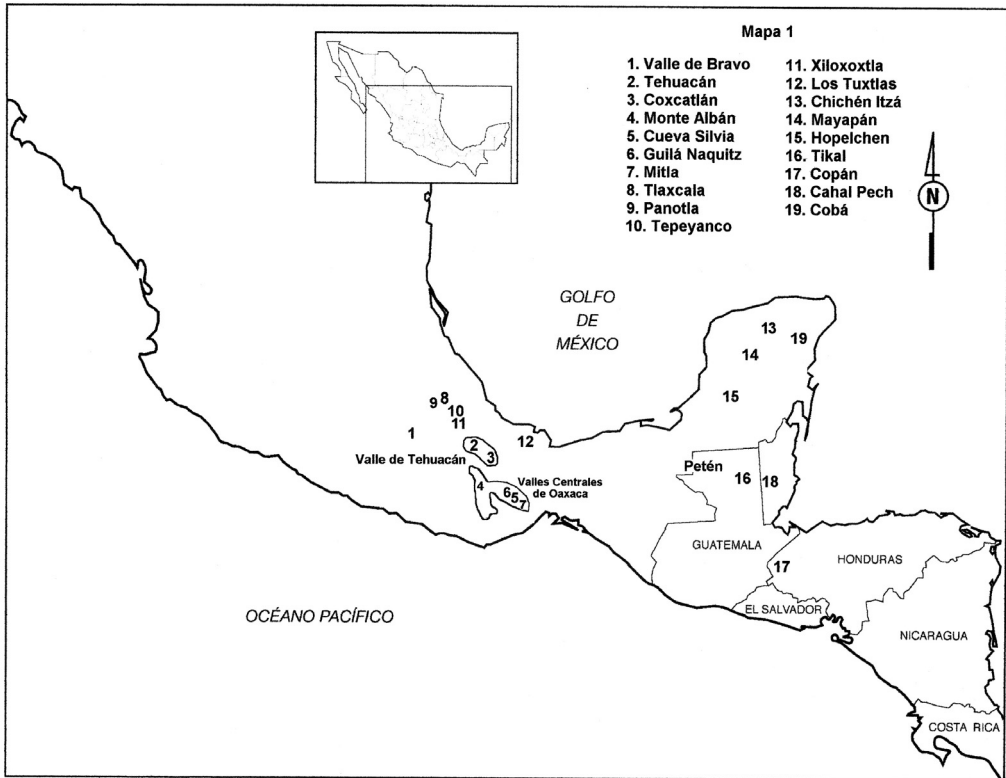 Mapa 1
1. Valle de Bravo
2. Tehuacán
3. Coxcatlán
4. Monte Albán
5. Cueva Silvia
6. Guilá Naquitz
7. Mitla
8. Tlaxcala
9. Panotla
10. Tepeyanco
11. Xiloxoxtla
12. Los Tuxtlas
13. Chichén Itzá
14. Mayapán
15. Hopelchen
16. Tikal
17. Copán
18. Cahal Pech
19. Cobá
N
GOLFO
DE
MÉXICO
13
19
14
15
9 8
10
11
1
12
2
3
Valle de Tehuacán
Petén
16
18
4
6
5
7
Valles Centrales
de Oaxaca
GUATEMALA
HONDURAS
17
EL SALVADOR
OCÉANO PACÍFICO
NICARAGUA
COSTA RICA